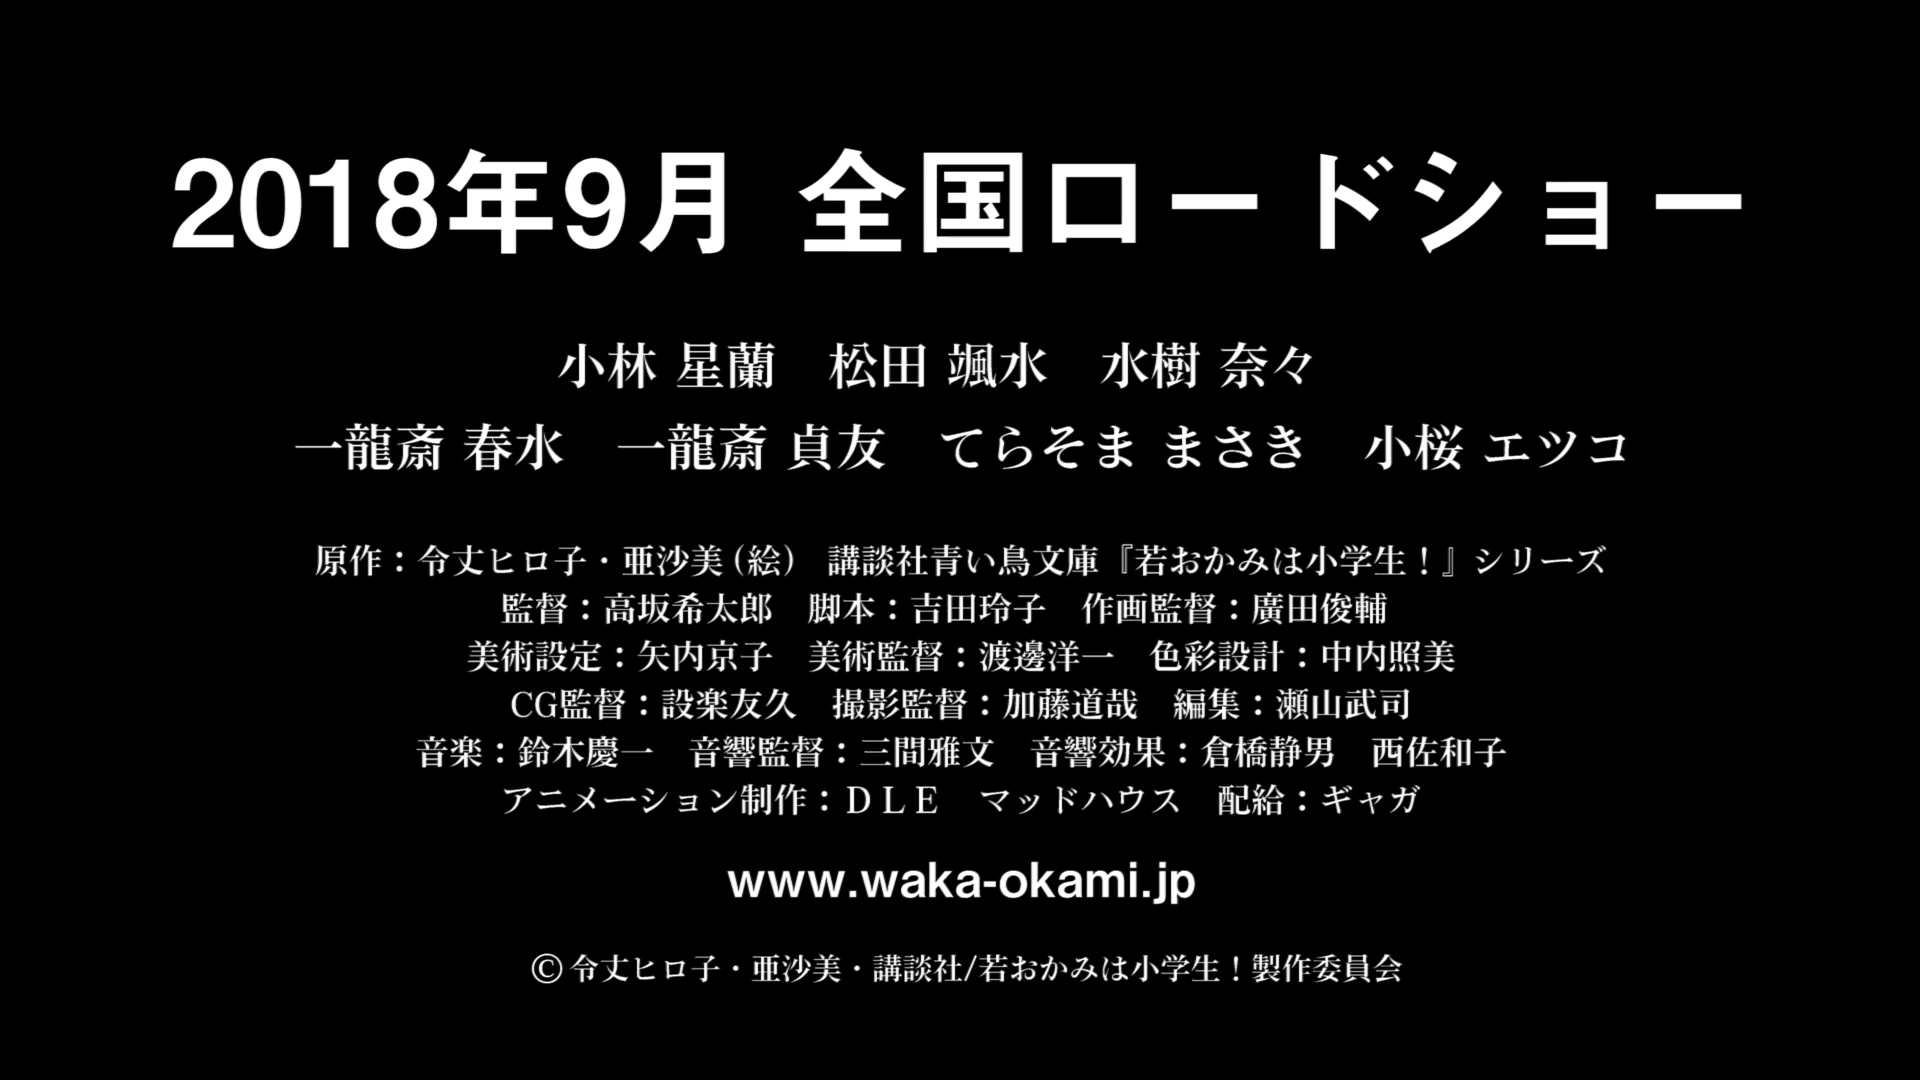 2018年9月 全国ロードショー
小林 星蘭　松田 颯水　水樹 奈々
一龍斎 春水　一龍斎 貞友　てらそま まさき　小桜 エツコ
原作：令丈ヒロ子・亜沙美（絵）　講談社青い鳥文庫『若おかみは小学生！』シリーズ
監督：高坂希太郎　脚本：吉田玲子　作画監督：廣田俊輔
美術設定：矢内京子　美術監督：渡邊洋一　色彩設計：中内照美
CG監督：設楽友久　撮影監督：加藤道哉　編集：瀬山武司
音楽：鈴木慶一　音響監督：三間雅文　音響効果：倉橋静男　西佐和子
アニメーション制作：ＤＬＥ　マッドハウス　配給：ギャガ
www.waka-okami.jp
©令丈ヒロ子・亜沙美・講談社/若おかみは小学生！製作委員会